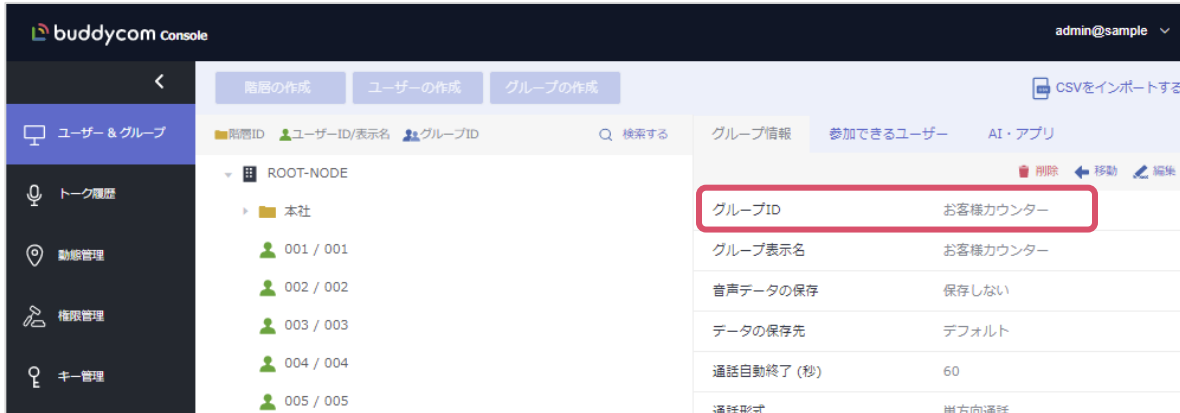 buddycom Console
admin@sample
階層の作成 ユーザーの作成 グループの作成
CSVをインポートする
ユーザー & グループ
トーク履歴
動態管理
権限管理
キー管理
階層ID ユーザーID/表示名 グループID 検索する
ROOT-NODE
本社
001 / 001
002 / 002
003 / 003
004 / 004
005 / 005
グループ情報 参加できるユーザー AI・アプリ
削除 移動 編集
グループID お客様カウンター
グループ表示名 お客様カウンター
音声データの保存 保存しない
データの保存先 デフォルト
通話自動終了 (秒) 60
通話形式 単方向通話